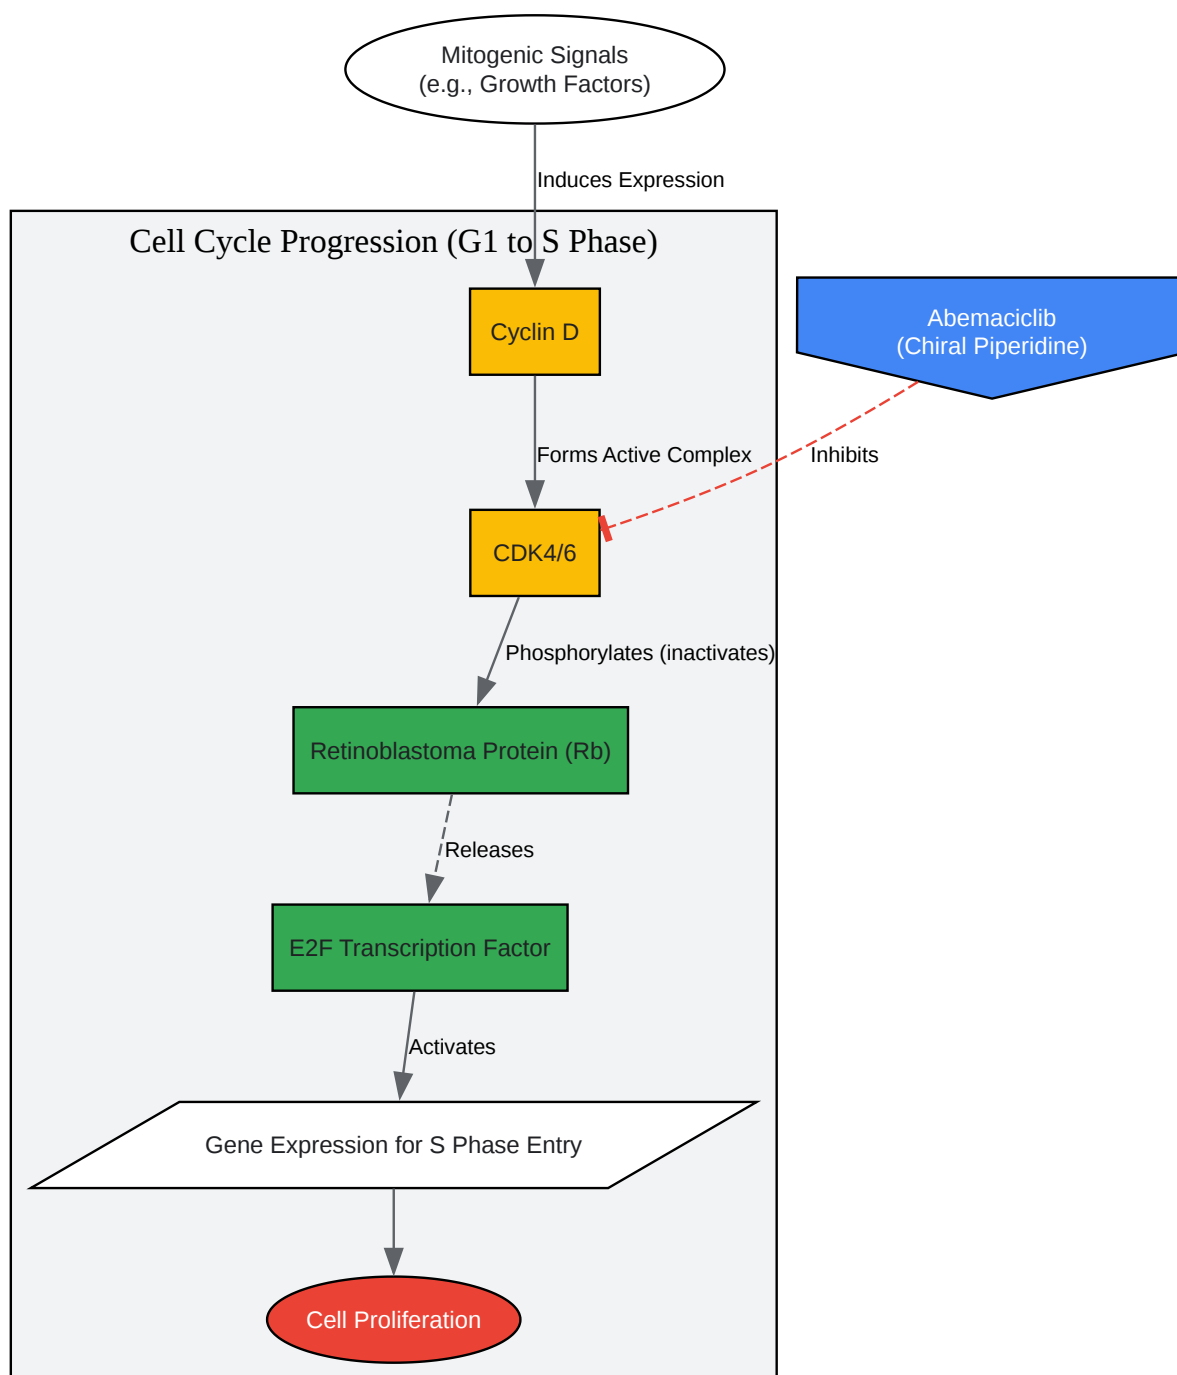 Mitogenic Signals
(e.g., Growth Factors)
Induces Expression
Cell Cycle Progression (G1 to S Phase)
Cyclin D
Abemaciclib
(Chiral Piperidine)
Forms Active Complex
Inhibits
CDK4/6
Phosphorylates (inactivates)
Retinoblastoma Protein (Rb)
Releases
E2F Transcription Factor
Activates
Gene Expression for S Phase Entry
Cell Proliferation